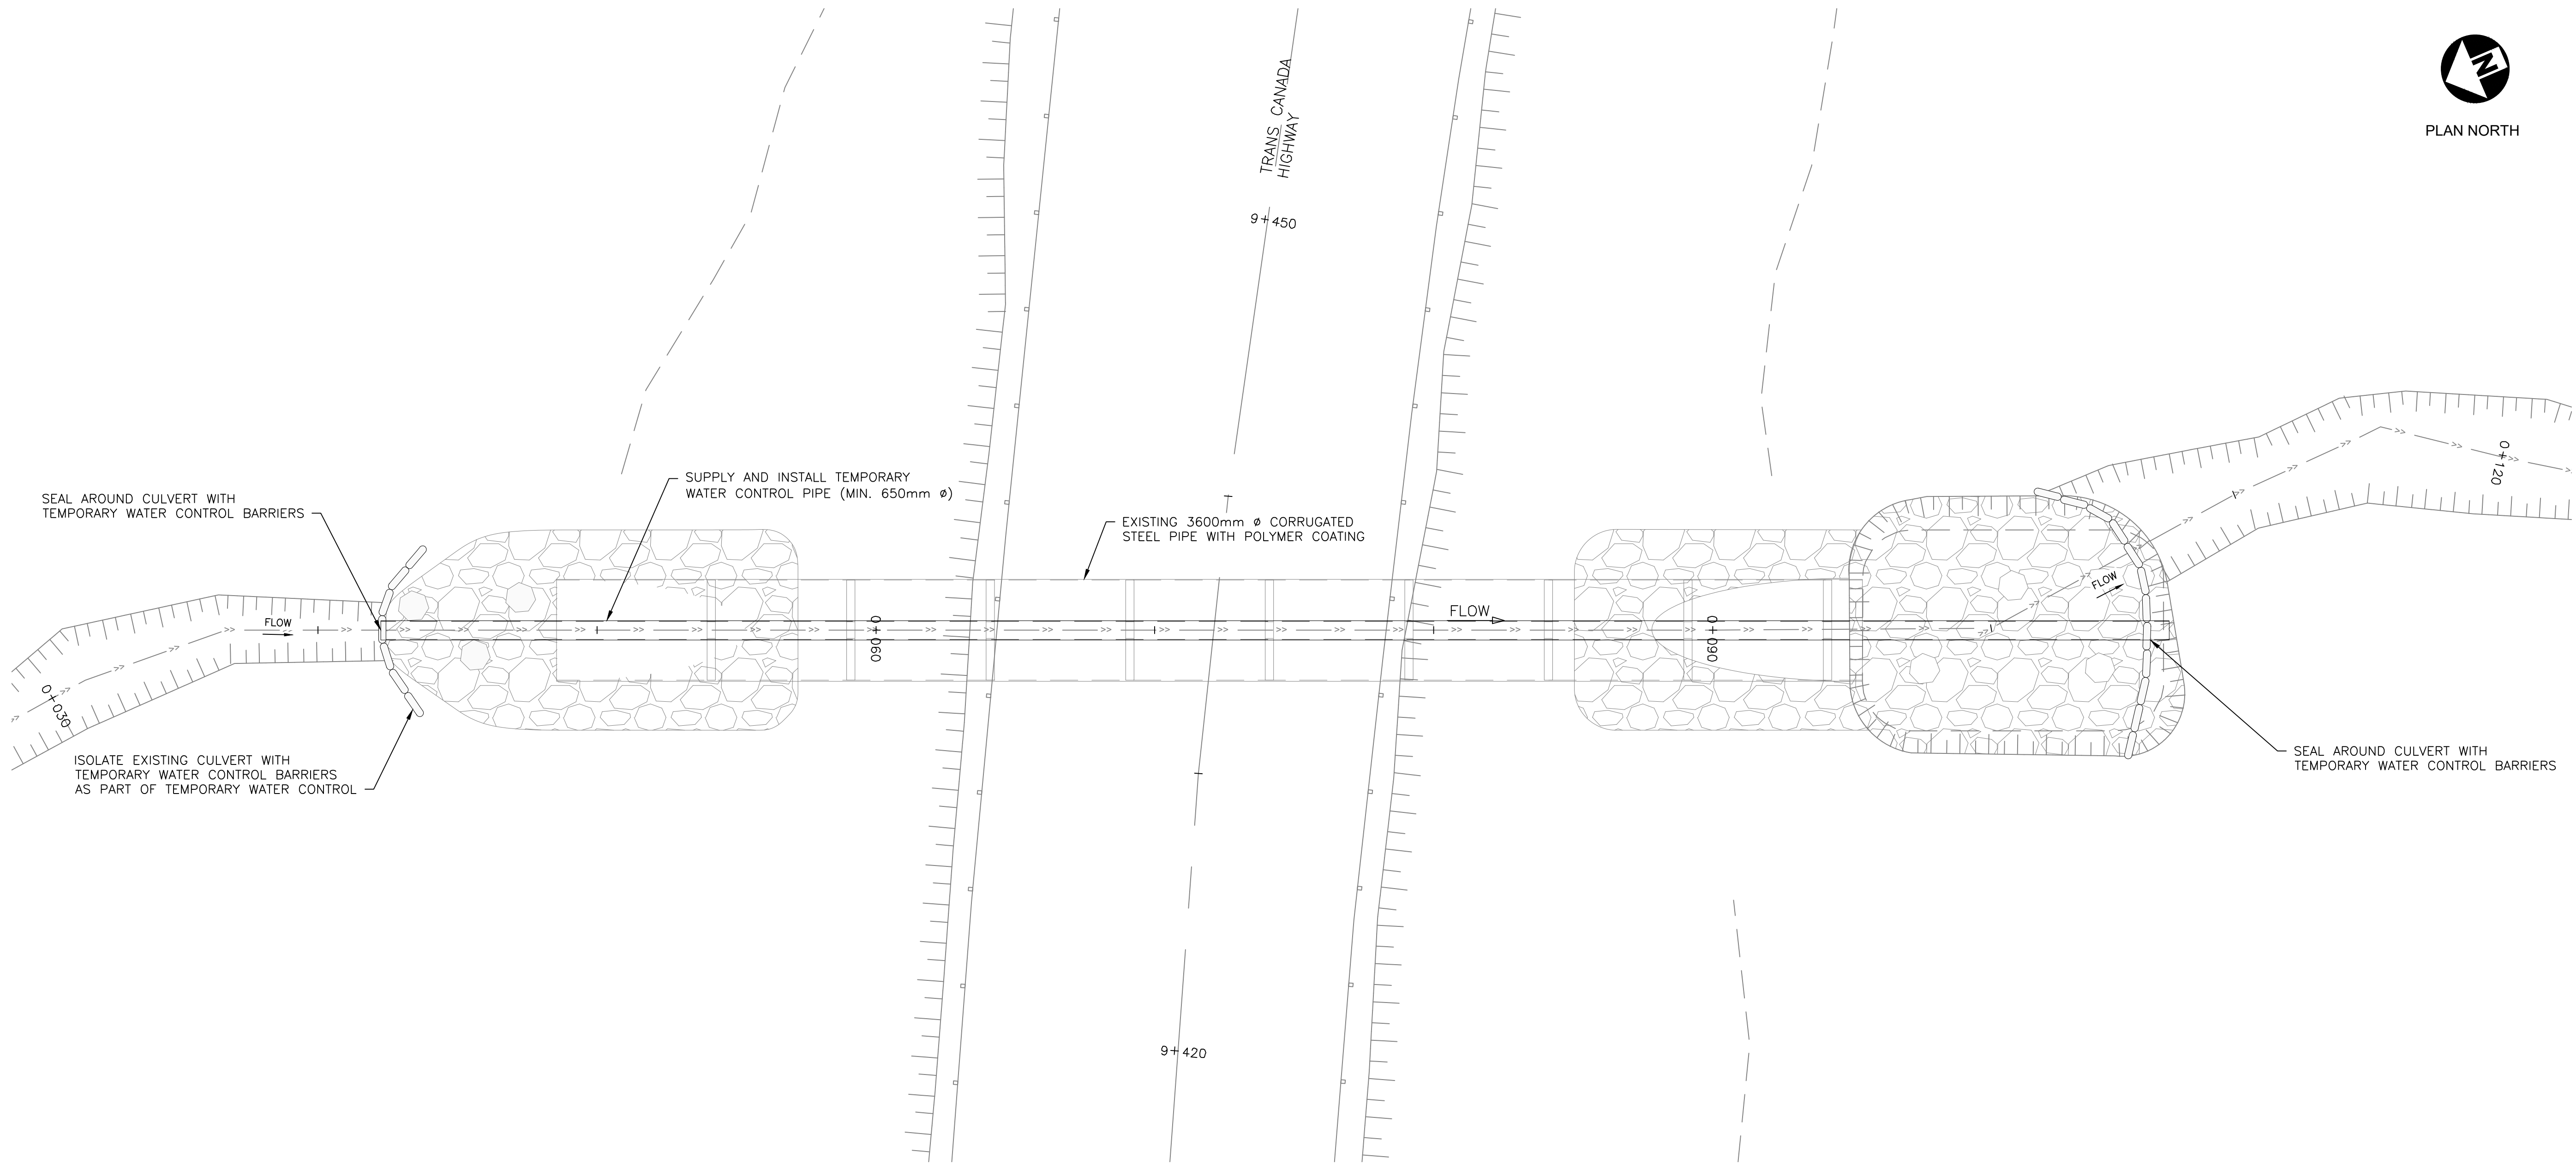 N
PLAN NORTH
TRANS CANADA
HIGHWAY
9+450
SEAL AROUND CULVERT WITH
TEMPORARY WATER CONTROL BARRIERS
SUPPLY AND INSTALL TEMPORARY
WATER CONTROL PIPE (MIN. 650mm ø)
EXISTING 3600mm ø CORRUGATED
STEEL PIPE WITH POLYMER COATING
0+120
FLOW
FLOW
FLOW
0+060
0+090
0+030
ISOLATE EXISTING CULVERT WITH
TEMPORARY WATER CONTROL BARRIERS
AS PART OF TEMPORARY WATER CONTROL
SEAL AROUND CULVERT WITH
TEMPORARY WATER CONTROL BARRIERS
9+420